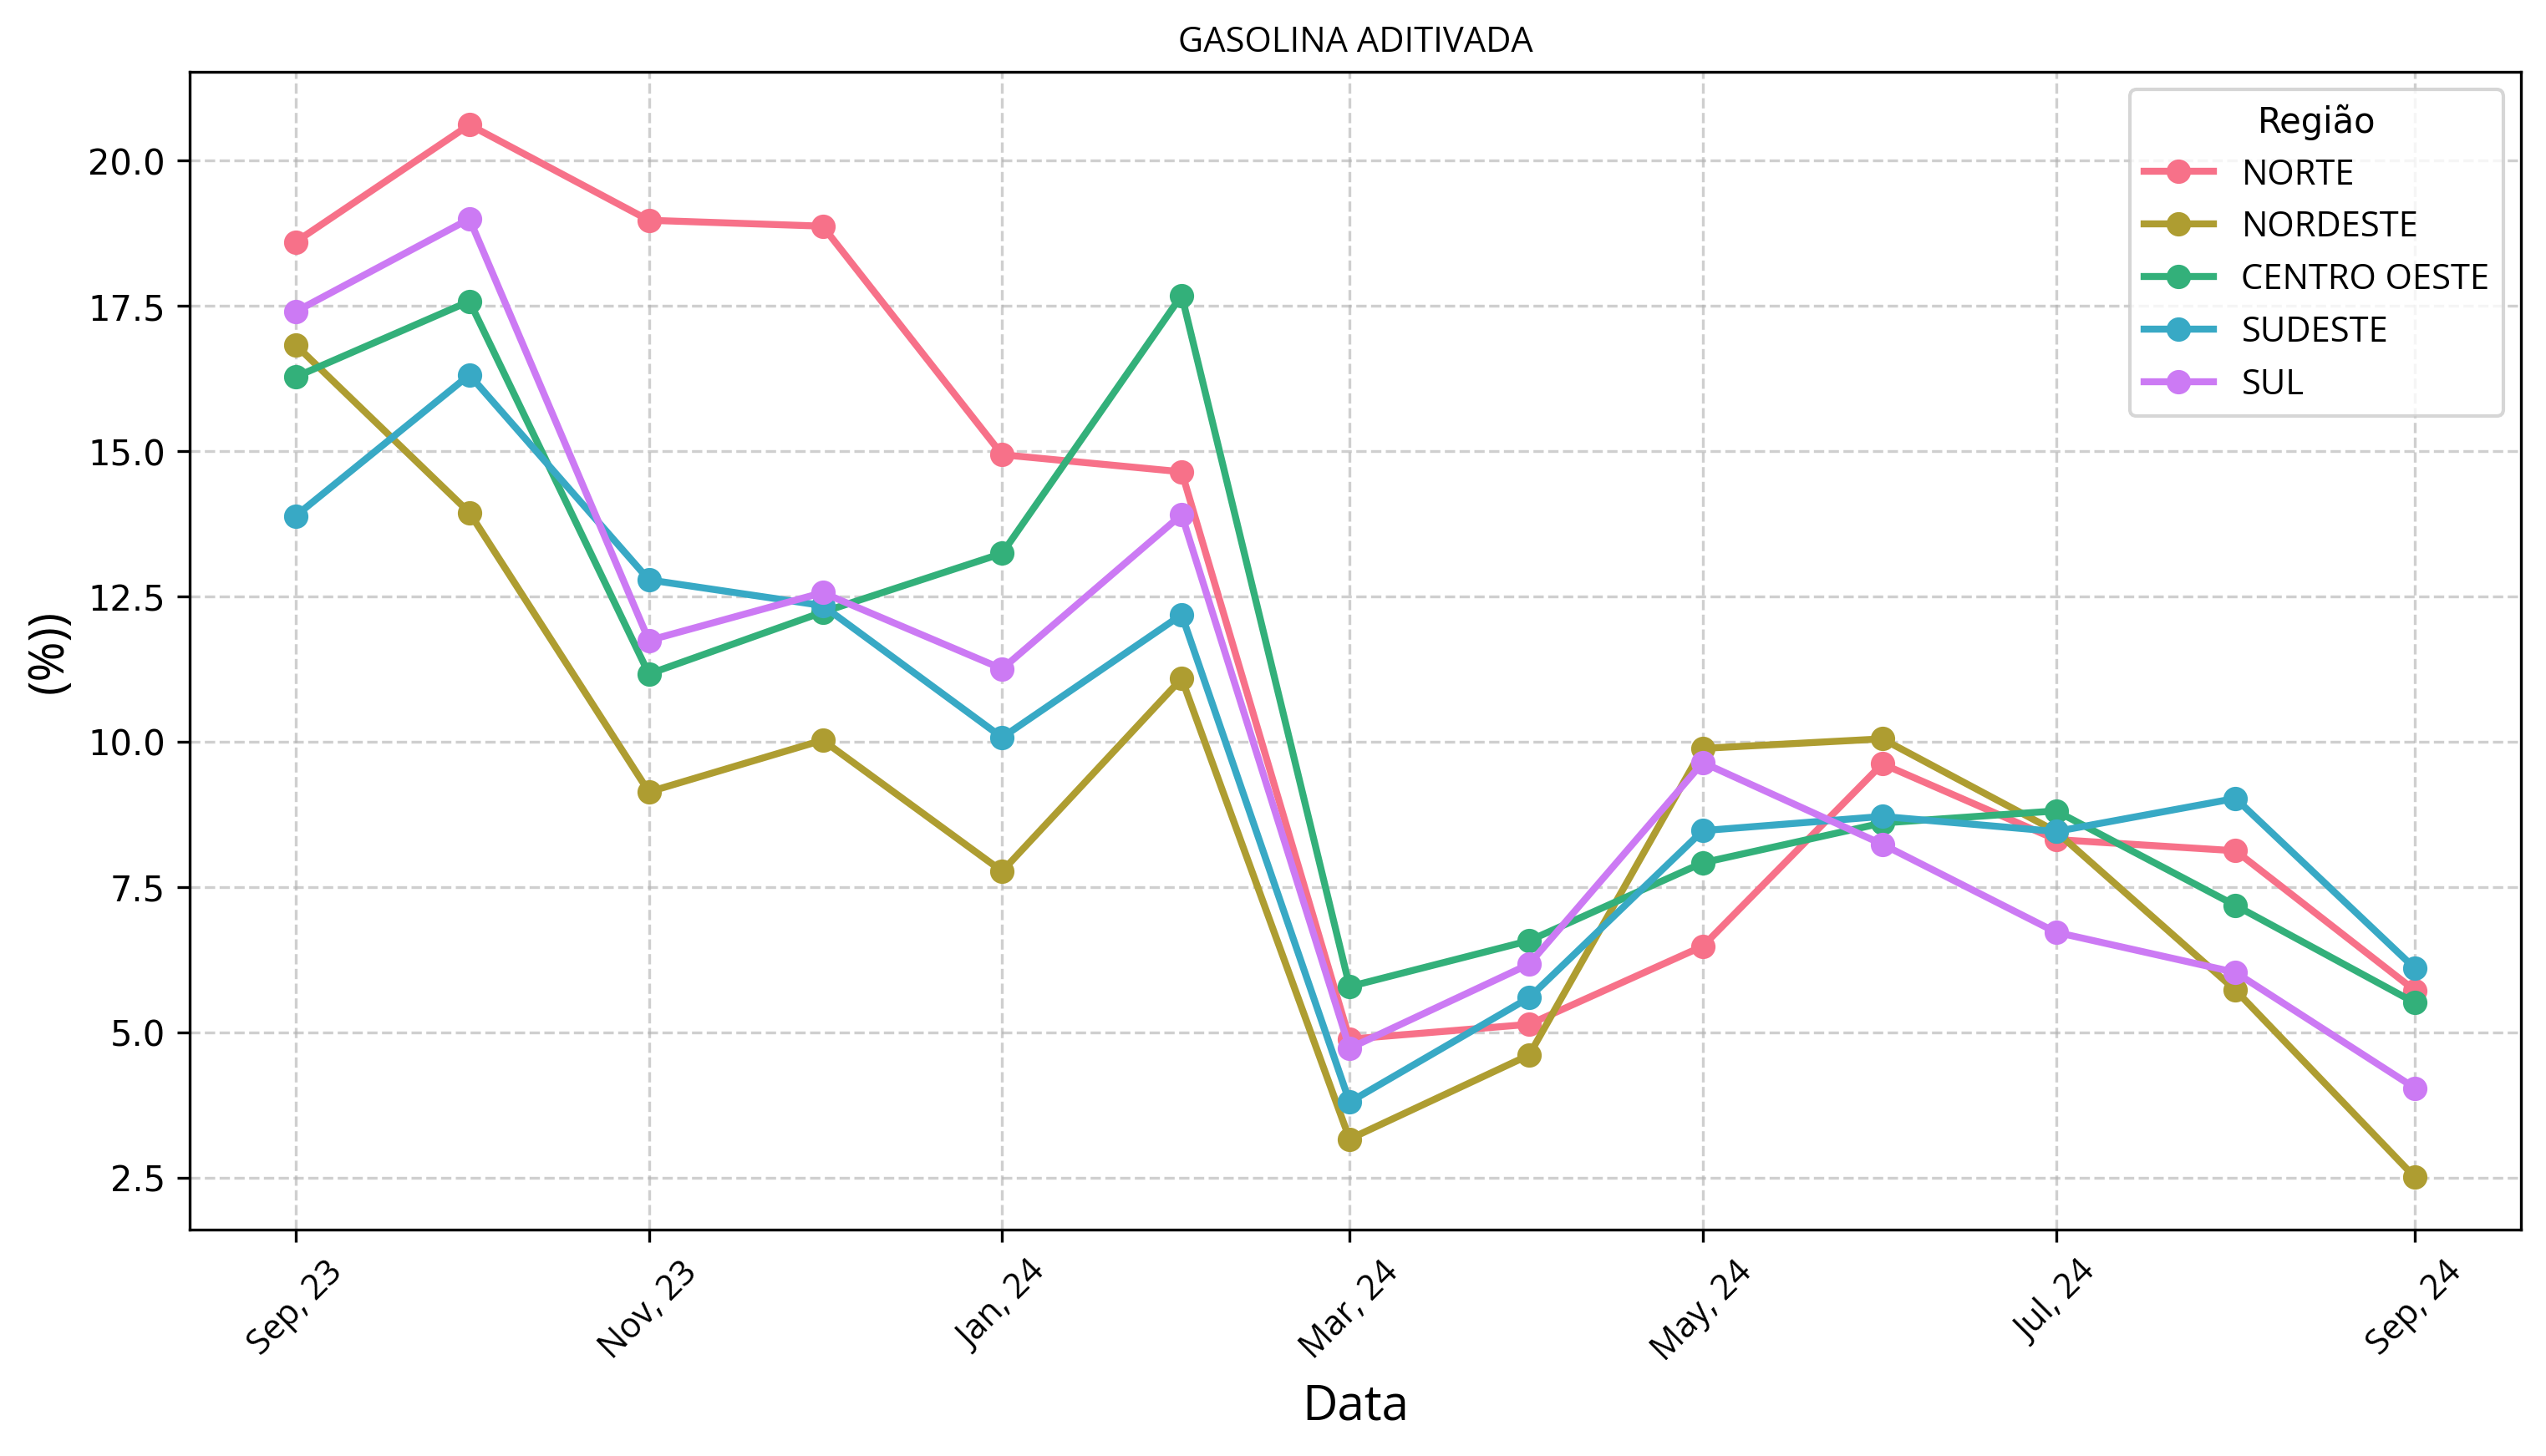 GASOLINA ADITIVADA
Região
NORTE
NORDESTE
CENTRO OESTE
SUDESTE
SUL
(%))
20.0
17.5
15.0
12.5
10.0
7.5
5.0
2.5
Sep, 23
Nov, 23
Jan, 24
Mar, 24
May, 24
Jul, 24
Sep, 24
Data